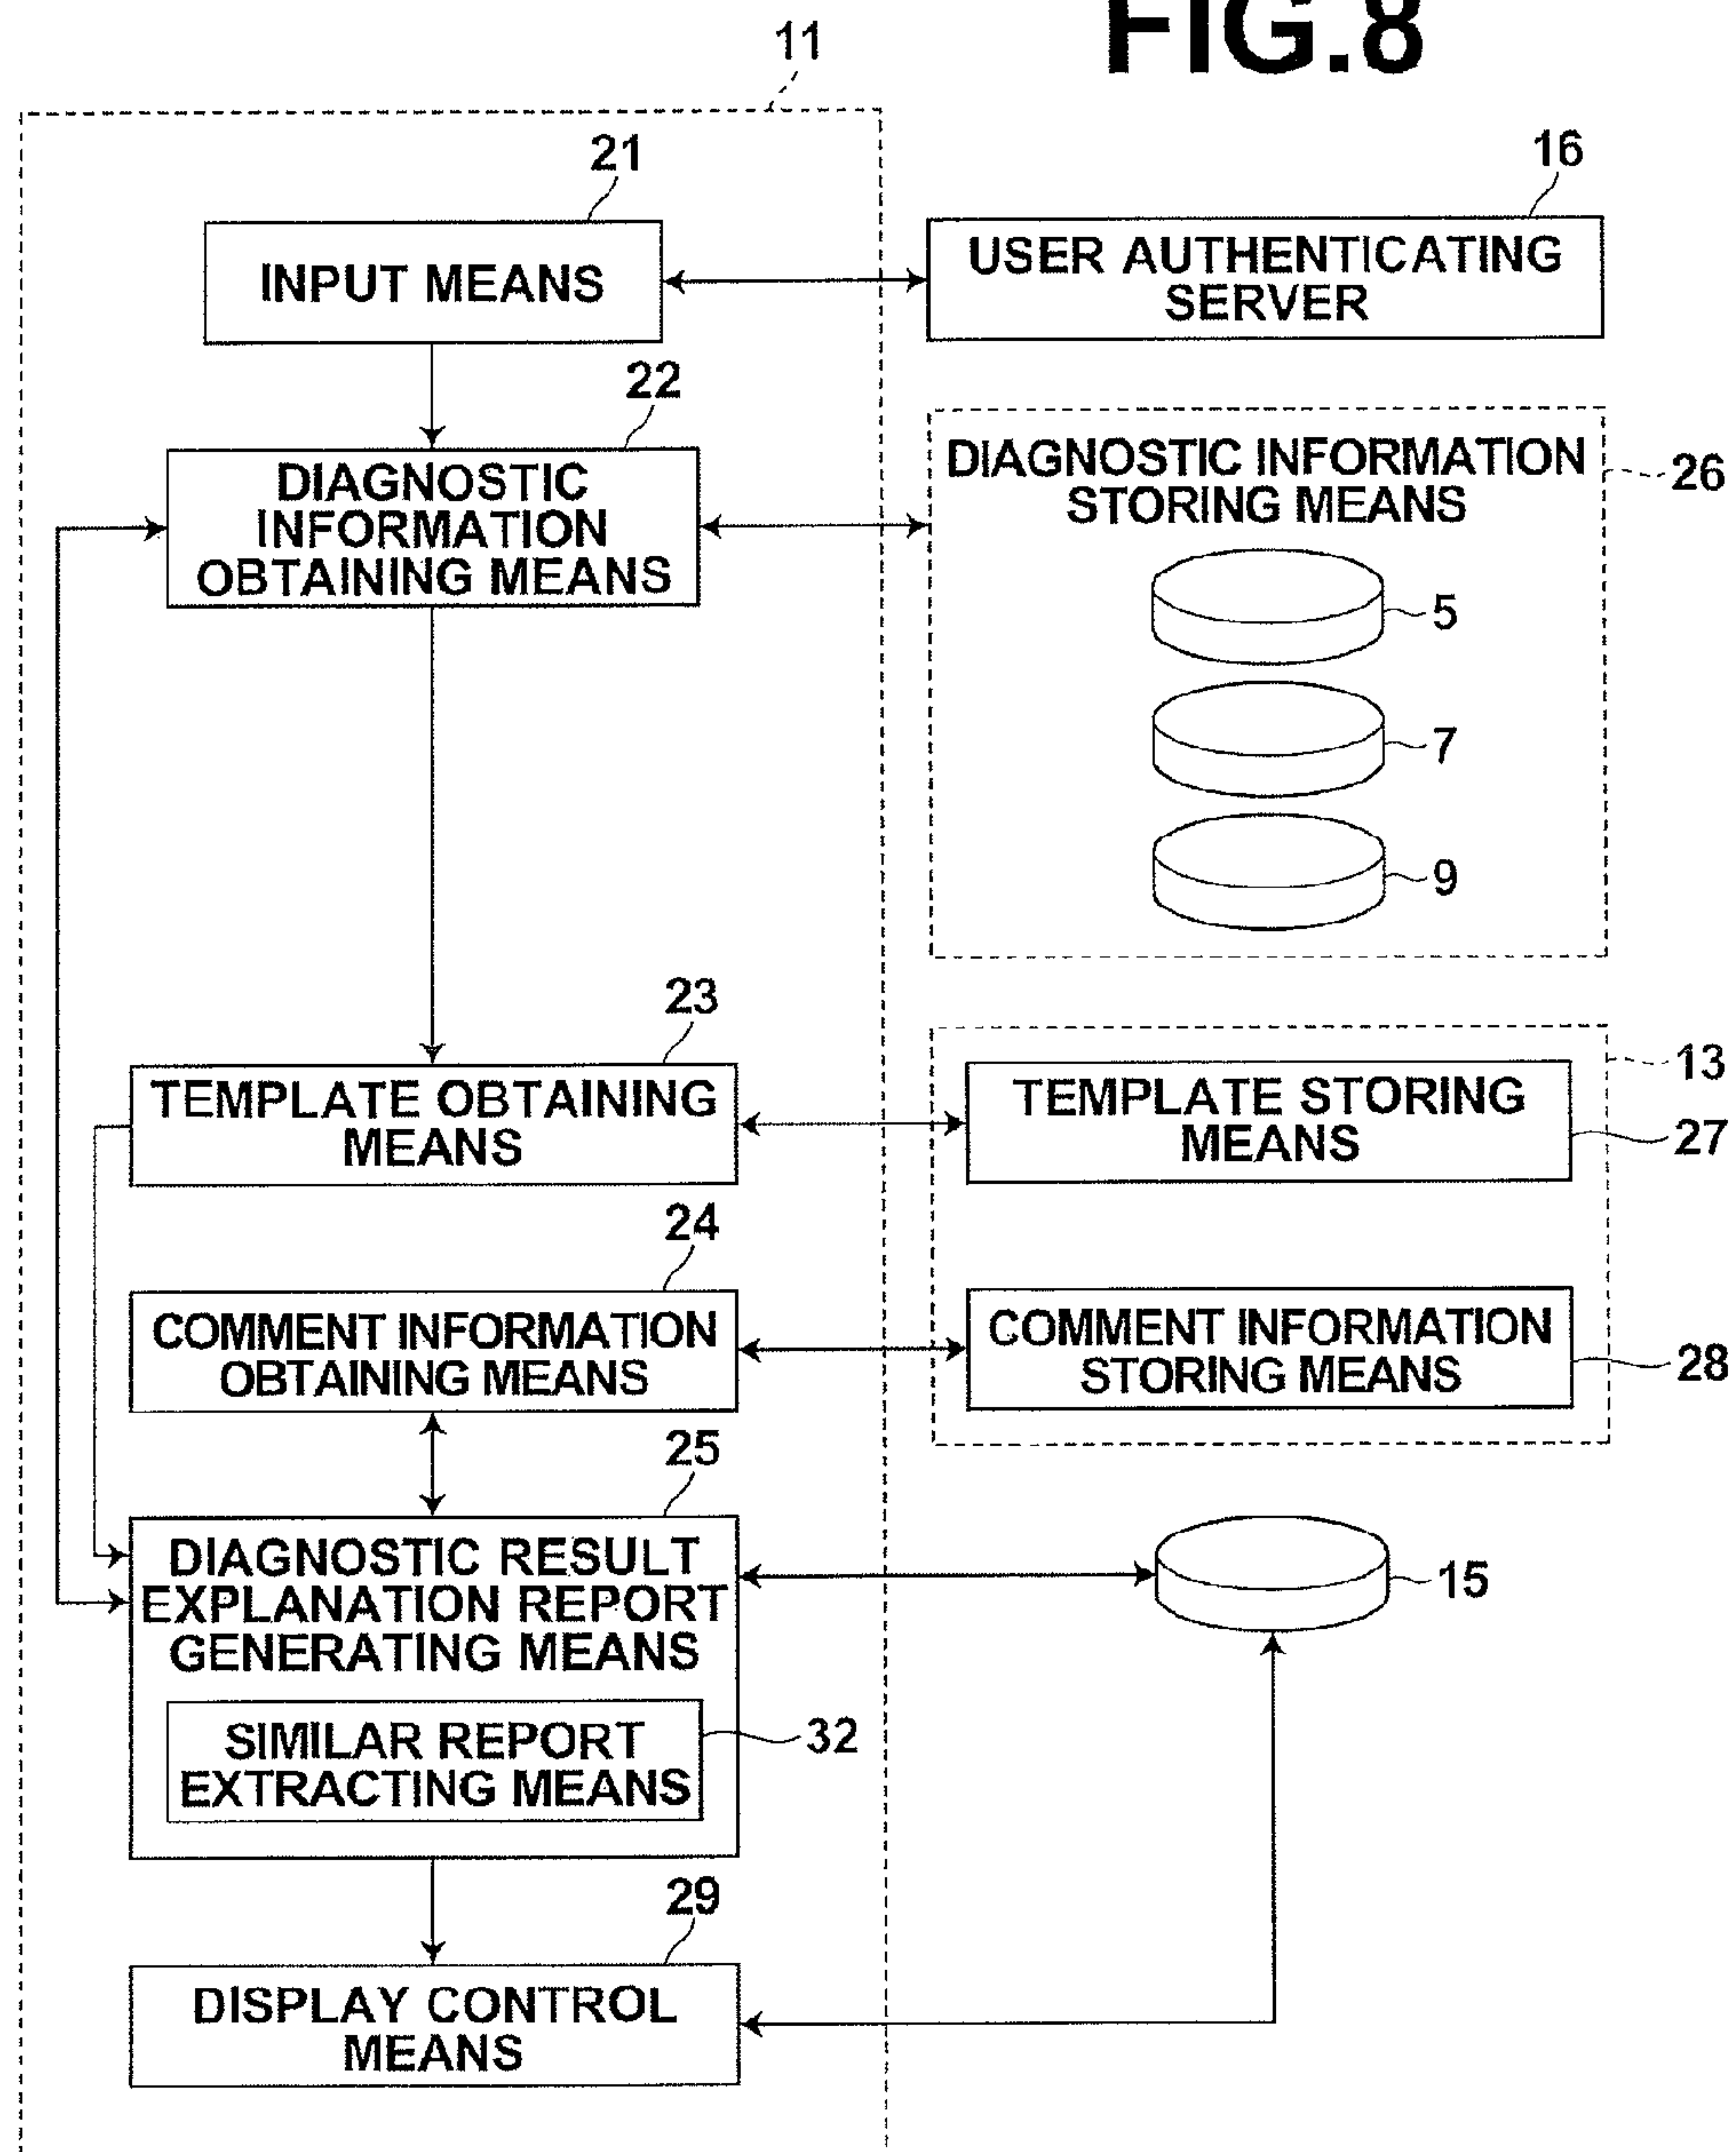 FIG.8
11
21
INPUT MEANS
16
USER AUTHENTICATING
SERVER
22
DIAGNOSTIC
INFORMATION
OBTAINING MEANS
DIAGNOSTIC INFORMATION
STORING MEANS
26
5
7
9
23
TEMPLATE OBTAINING
MEANS
13
TEMPLATE STORING
MEANS
27
24
COMMENT INFORMATION
OBTAINING MEANS
COMMENT INFORMATION
STORING MEANS
28
25
DIAGNOSTIC RESULT
EXPLANATION REPORT
GENERATING MEANS
15
SIMILAR REPORT
EXTRACTING MEANS
32
29
DISPLAY CONTROL
MEANS